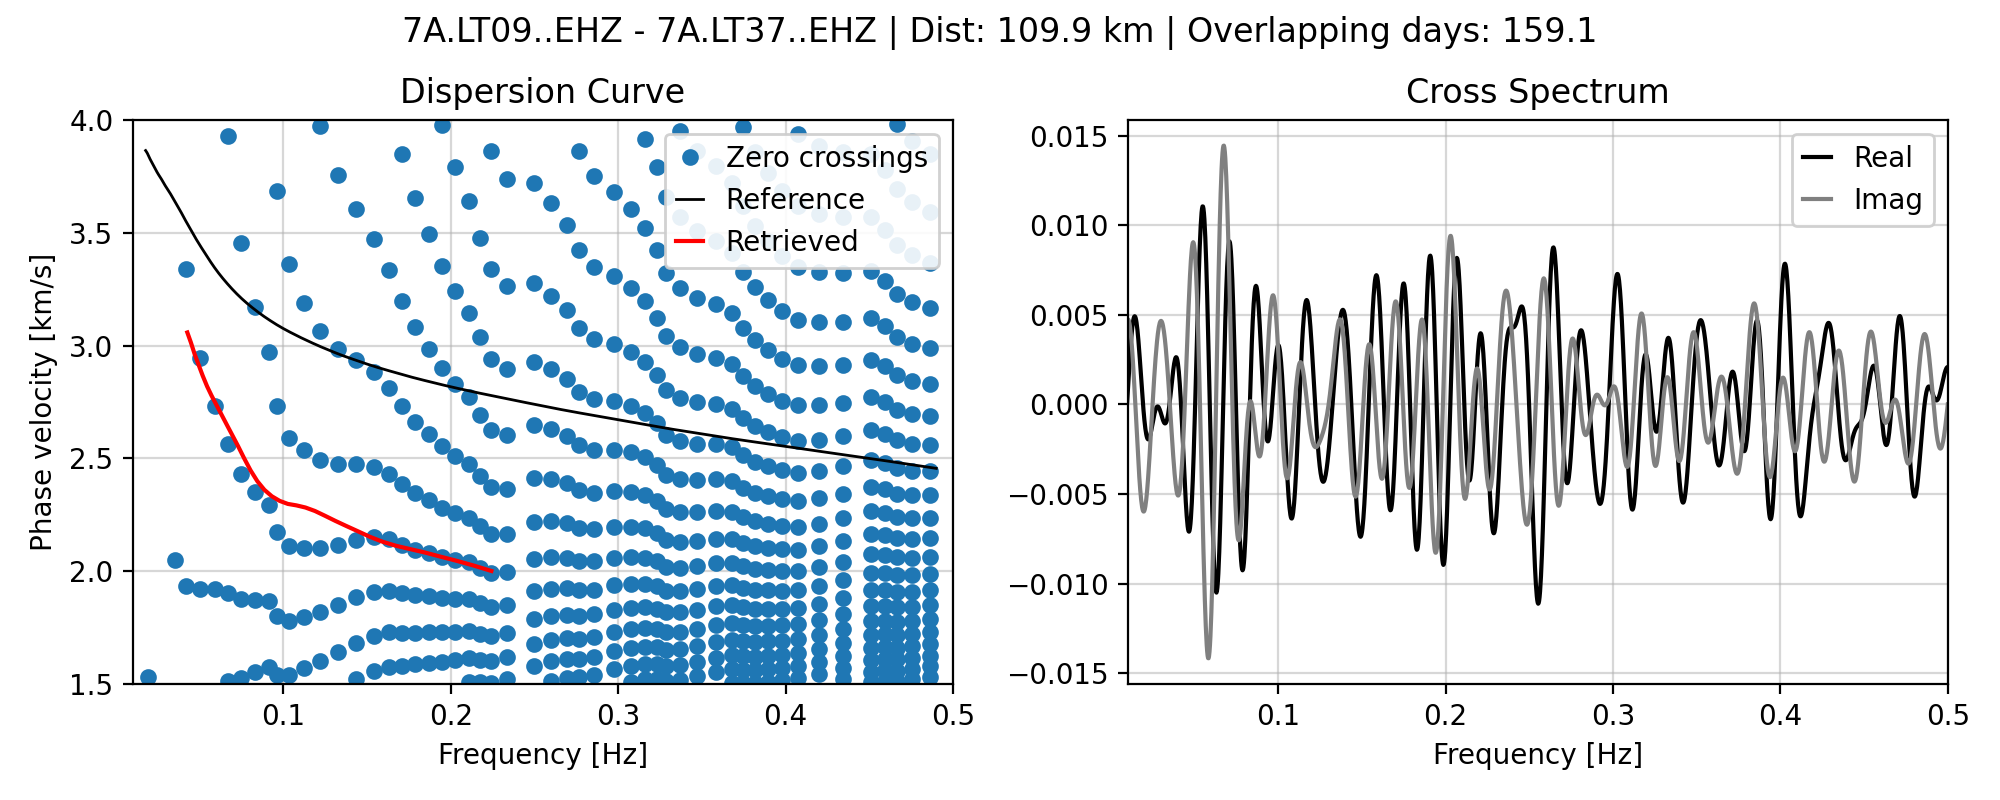 7A.LT09..EHZ - 7A.LT37..EHZ | Dist: 109.9 km | Overlapping days: 159.1
Dispersion Curve
4.0
3.5
3.0
2.5
2.0
1.5
Phase velocity [km/s]
0.1
0.2
0.3
0.4
0.5
Frequency [Hz]
Zero crossings
Reference
Retrieved
Cross Spectrum
0.015
0.010
0.005
0.000
−0.005
−0.010
−0.015
0.1
0.2
0.3
0.4
0.5
Frequency [Hz]
Real
Imag